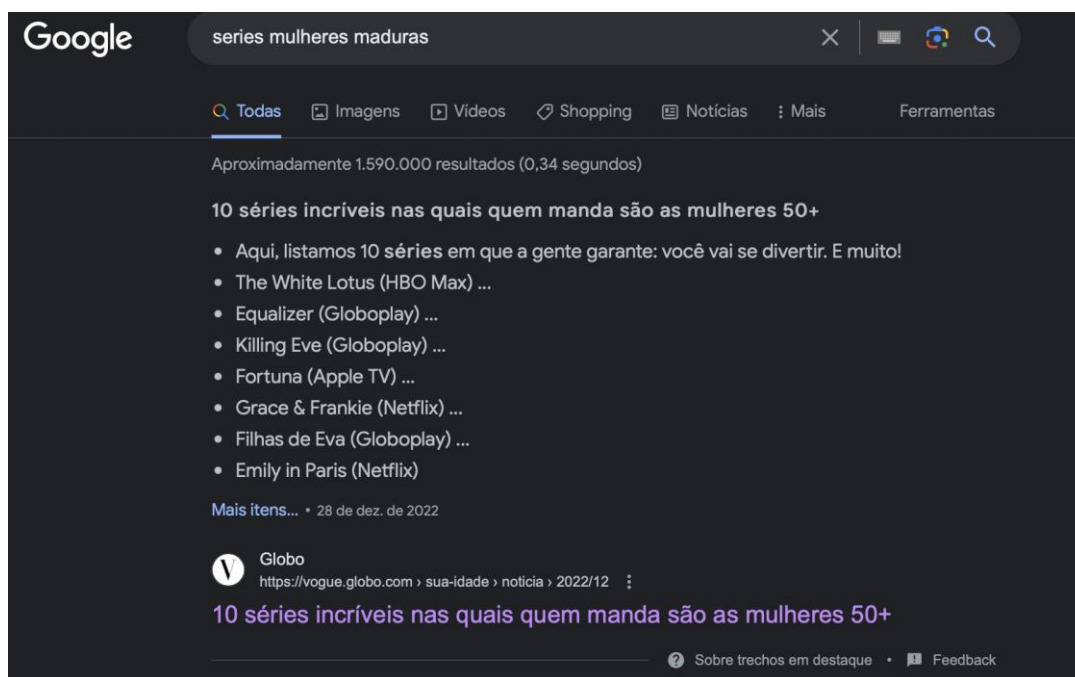 Google
series mulheres maduras
Todas Imagens Vídeos Shopping Notícias Mais Ferramentas
Aproximadamente 1.590.000 resultados (0,34 segundos)
10 séries incríveis nas quais quem manda são as mulheres 50+
• Aqui, listamos 10 séries em que a gente garante: você vai se divertir. E muito!
• The White Lotus (HBO Max) ...
• Equalizer (Globoplay) ...
• Killing Eve (Globoplay) ...
• Fortuna (Apple TV) ...
• Grace & Frankie (Netflix) ...
• Filhas de Eva (Globoplay) ...
• Emily in Paris (Netflix)
Mais itens... • 28 de dez. de 2022
V
Globo
https://vogue.globo.com › sua-idade › noticia › 2022/12
10 séries incríveis nas quais quem manda são as mulheres 50+
Sobre trechos em destaque • Feedback